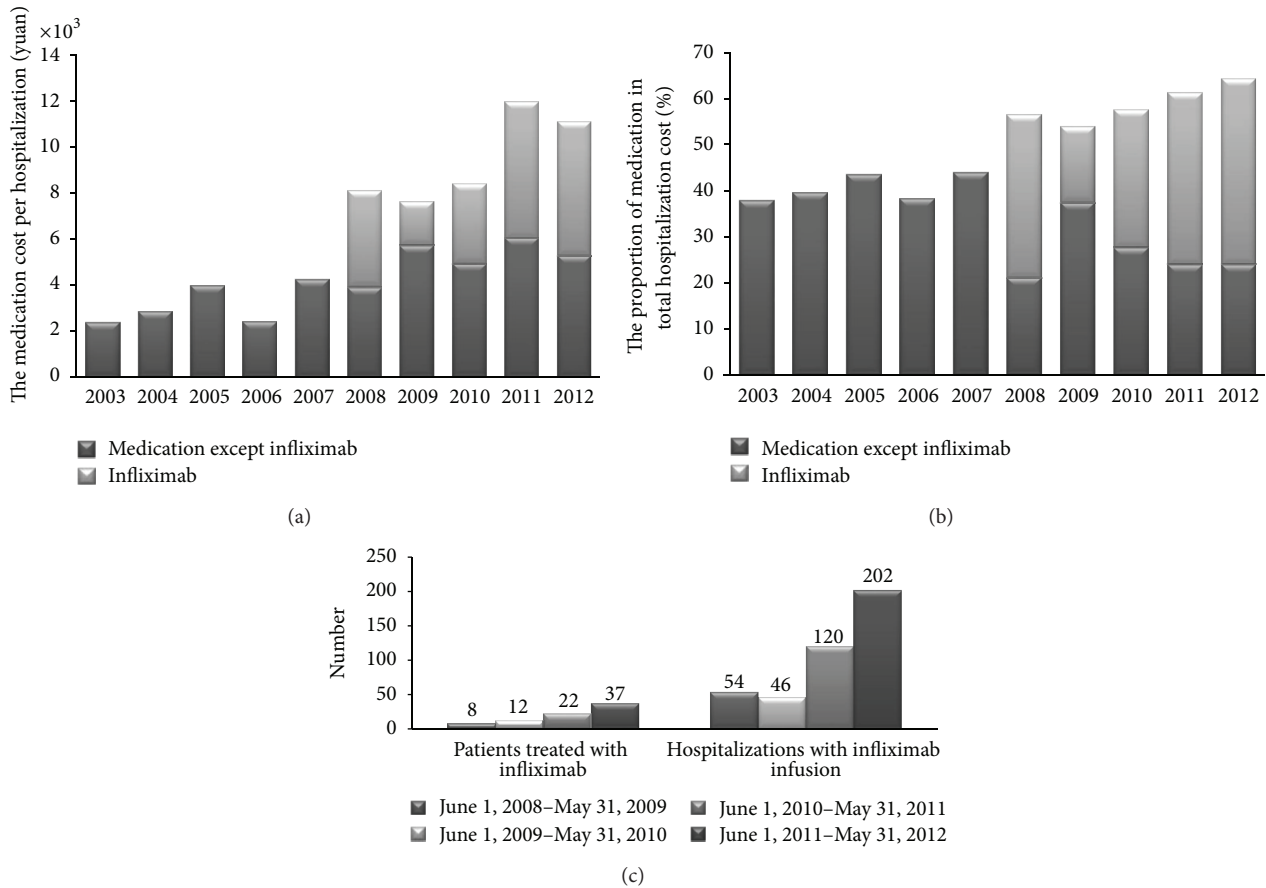 ×10³
The medication cost per hospitalization (yuan)
14
12
10
8
6
4
2
0
2003 2004 2005 2006 2007 2008 2009 2010 2011 2012
Medication except infliximab
Infliximab
(a)
The proportion of medication in
total hospitalization cost (%)
70
60
50
40
30
20
10
0
2003 2004 2005 2006 2007 2008 2009 2010 2011 2012
Medication except infliximab
Infliximab
(b)
Number
250
200
150
100
50
0
8 12 22 37
54 46 120 202
Patients treated with
infliximab
Hospitalizations with infliximab
infusion
June 1, 2008–May 31, 2009
June 1, 2009–May 31, 2010
June 1, 2010–May 31, 2011
June 1, 2011–May 31, 2012
(c)